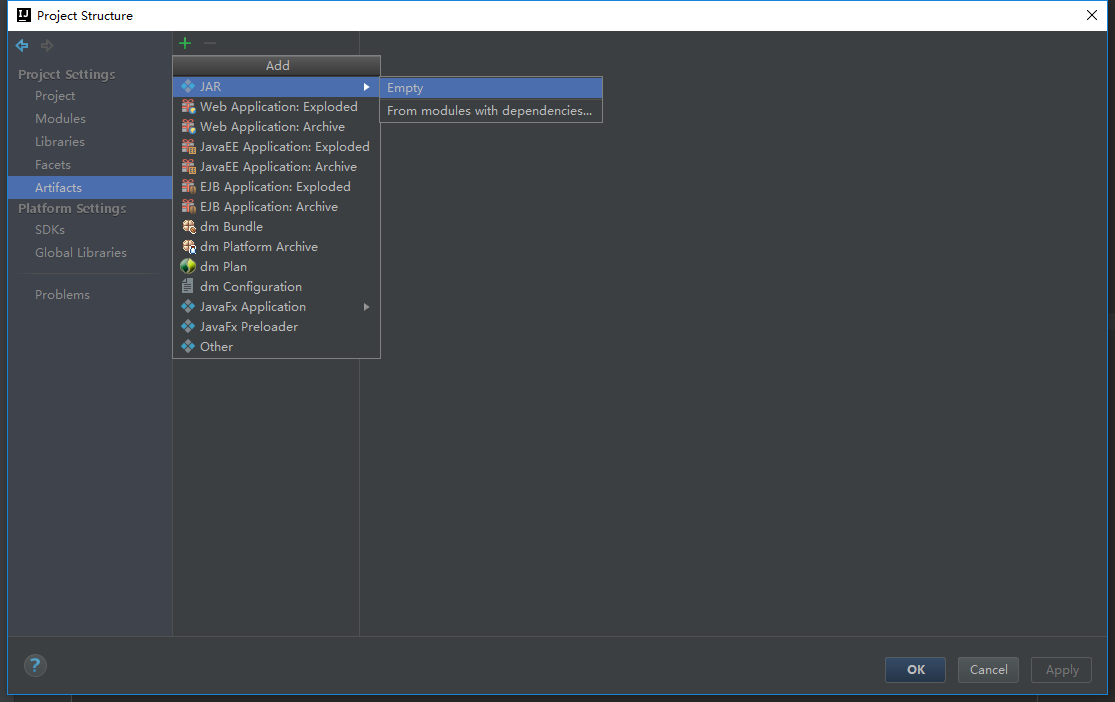 IJ Project Structure
Project Settings
Project
Modules
Libraries
Facets
Artifacts
Platform Settings
SDKs
Global Libraries
Problems
Add
JAR
Web Application: Exploded
Web Application: Archive
JavaEE Application: Exploded
JavaEE Application: Archive
EJB Application: Exploded
EJB Application: Archive
dm Bundle
dm Platform Archive
dm Plan
dm Configuration
JavaFx Application
JavaFx Preloader
Other
Empty
From modules with dependencies...
?
OK
Cancel
Apply